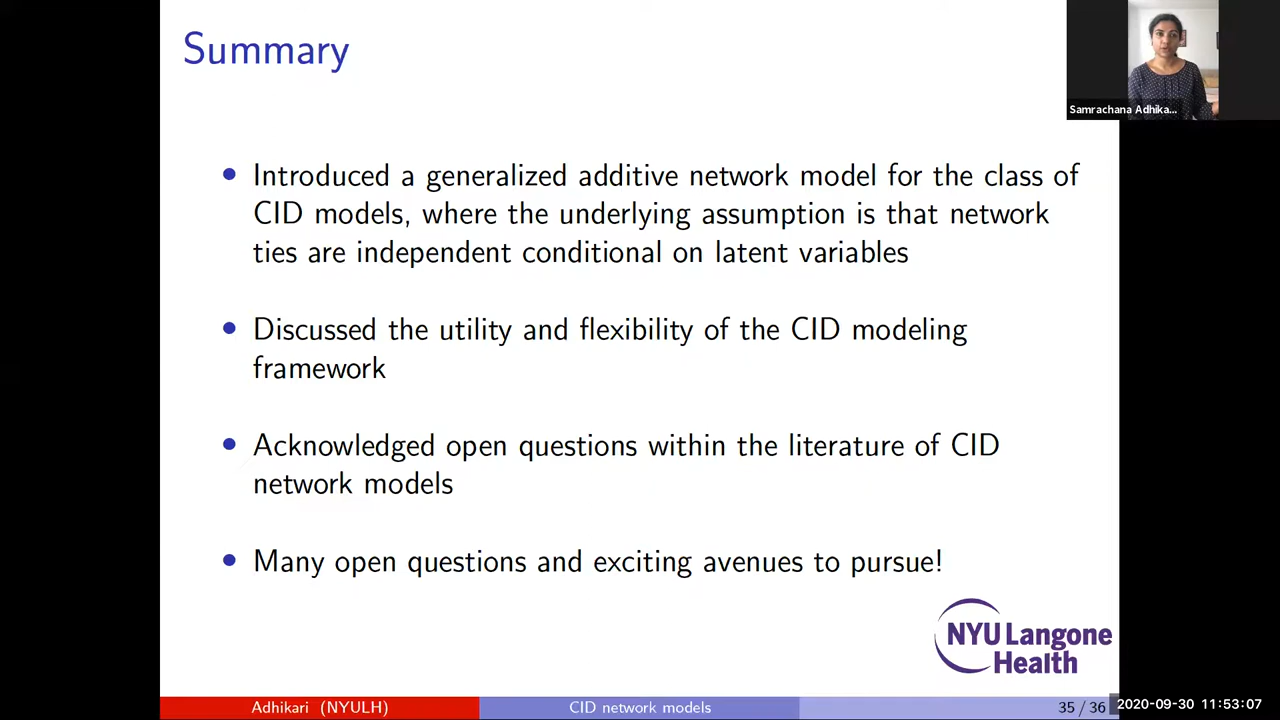 Summary
Samrachana Adhika...
• Introduced a generalized additive network model for the class of
CID models, where the underlying assumption is that network
ties are independent conditional on latent variables
• Discussed the utility and flexibility of the CID modeling
framework
• Acknowledged open questions within the literature of CID
network models
• Many open questions and exciting avenues to pursue!
NYU Langone
Health
Adhikari (NYULH)
CID network models
35 / 36
2020-09-30 11:53:07